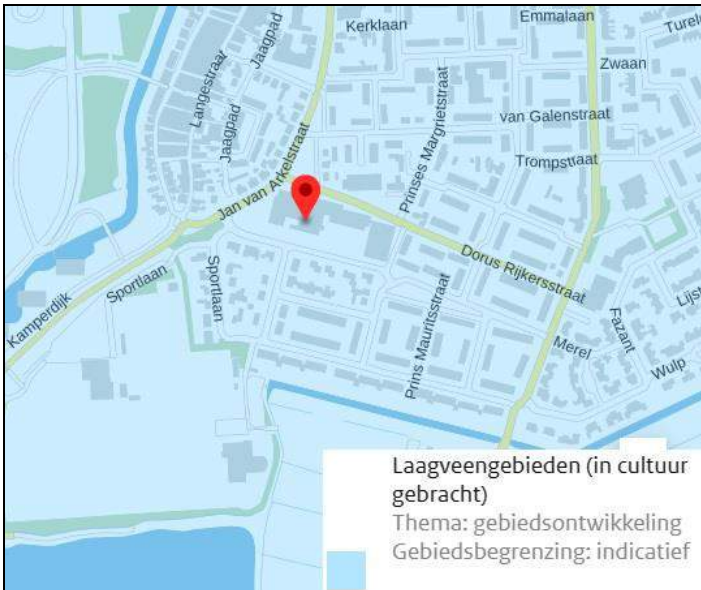 Kerklaan
Emmalaan
Turelu
Zwaan
Langestraat
Jaagpad
Jaagpad
van Galenstraat
Prinses Margrietstraat
Trompstraat
Jan van Arkelstraat
Dorus Rijkersstraat
Sportlaan
Sportlaan
Kamperdijk
Prins Mauritsstraat
Merel
Fazant
Lijst
Wulp
Laagveengebieden (in cultuur
gebracht)
Thema: gebiedsontwikkeling
Gebiedsbegrenzing: indicatief